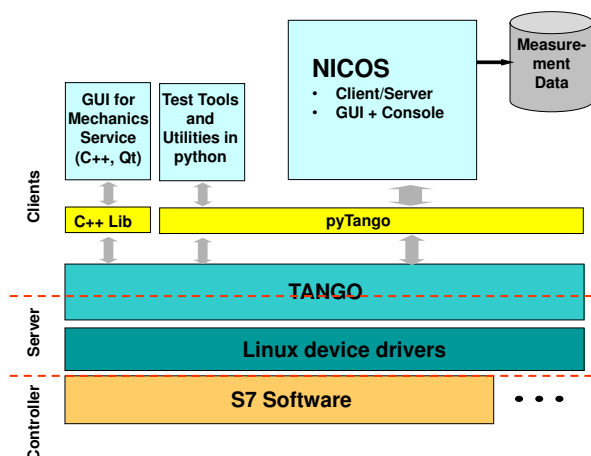 Measure-
ment
Data
NICOS
• Client/Server
• GUI + Console
GUI for
Mechanics
Service
(C++, Qt)
Test Tools
and
Utilities in
python
Clients
C++ Lib
pyTango
TANGO
Server
Linux device drivers
Controller
S7 Software
• • •